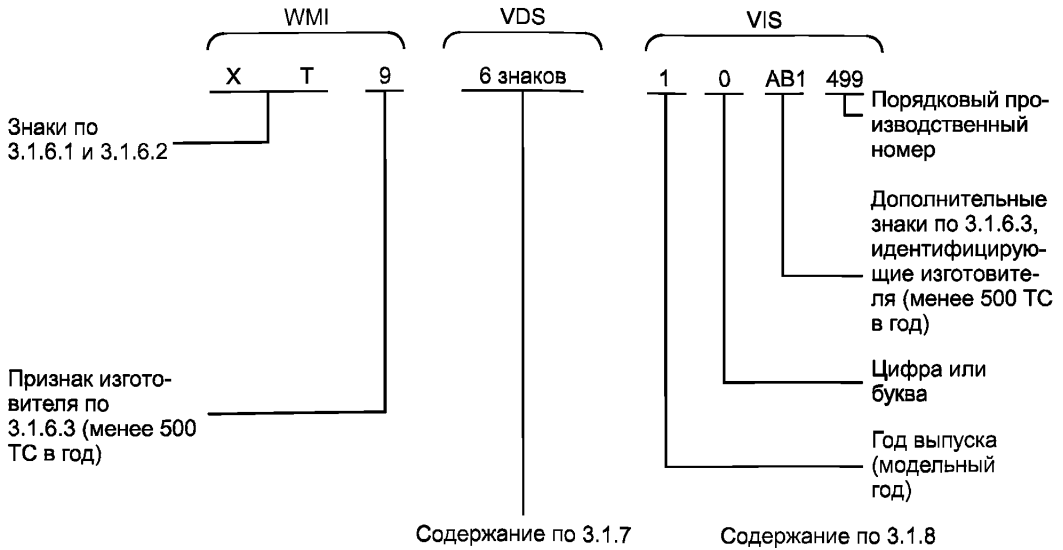 WMI VDS VIS
X T 9 6 знаков 1 0 AB1 499
Знаки по
3.1.6.1 и 3.1.6.2
Порядковый про-
изводственный
номер
Дополнительные
знаки по 3.1.6.3,
идентифицирую-
щие изготовите-
ля (менее 500 ТС
в год)
Признак изгото-
вителя по
3.1.6.3 (менее 500
ТС в год)
Цифра или
буква
Год выпуска
(модельный
год)
Содержание по 3.1.7 Содержание по 3.1.8